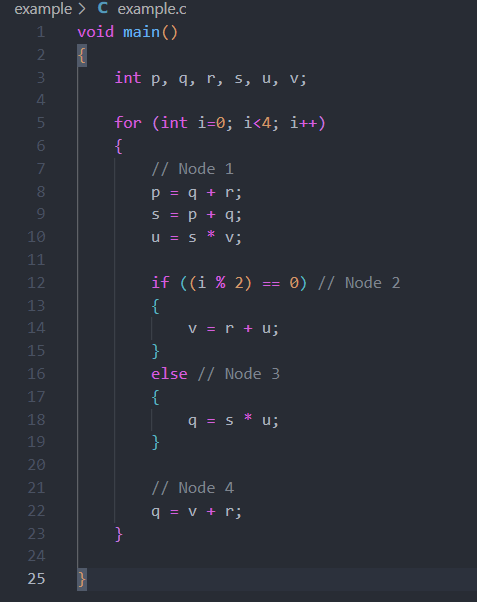 example > C example.c
1 void main()
2 {
3 int p, q, r, s, u, v;
4
5 for (int i=0; i<4; i++)
6 {
7 // Node 1
8 p = q + r;
9 s = p + q;
10 u = s * v;
11
12 if ((i % 2) == 0) // Node 2
13 {
14 v = r + u;
15 }
16 else // Node 3
17 {
18 q = s * u;
19 }
20
21 // Node 4
22 q = v + r;
23 }
24
25 }